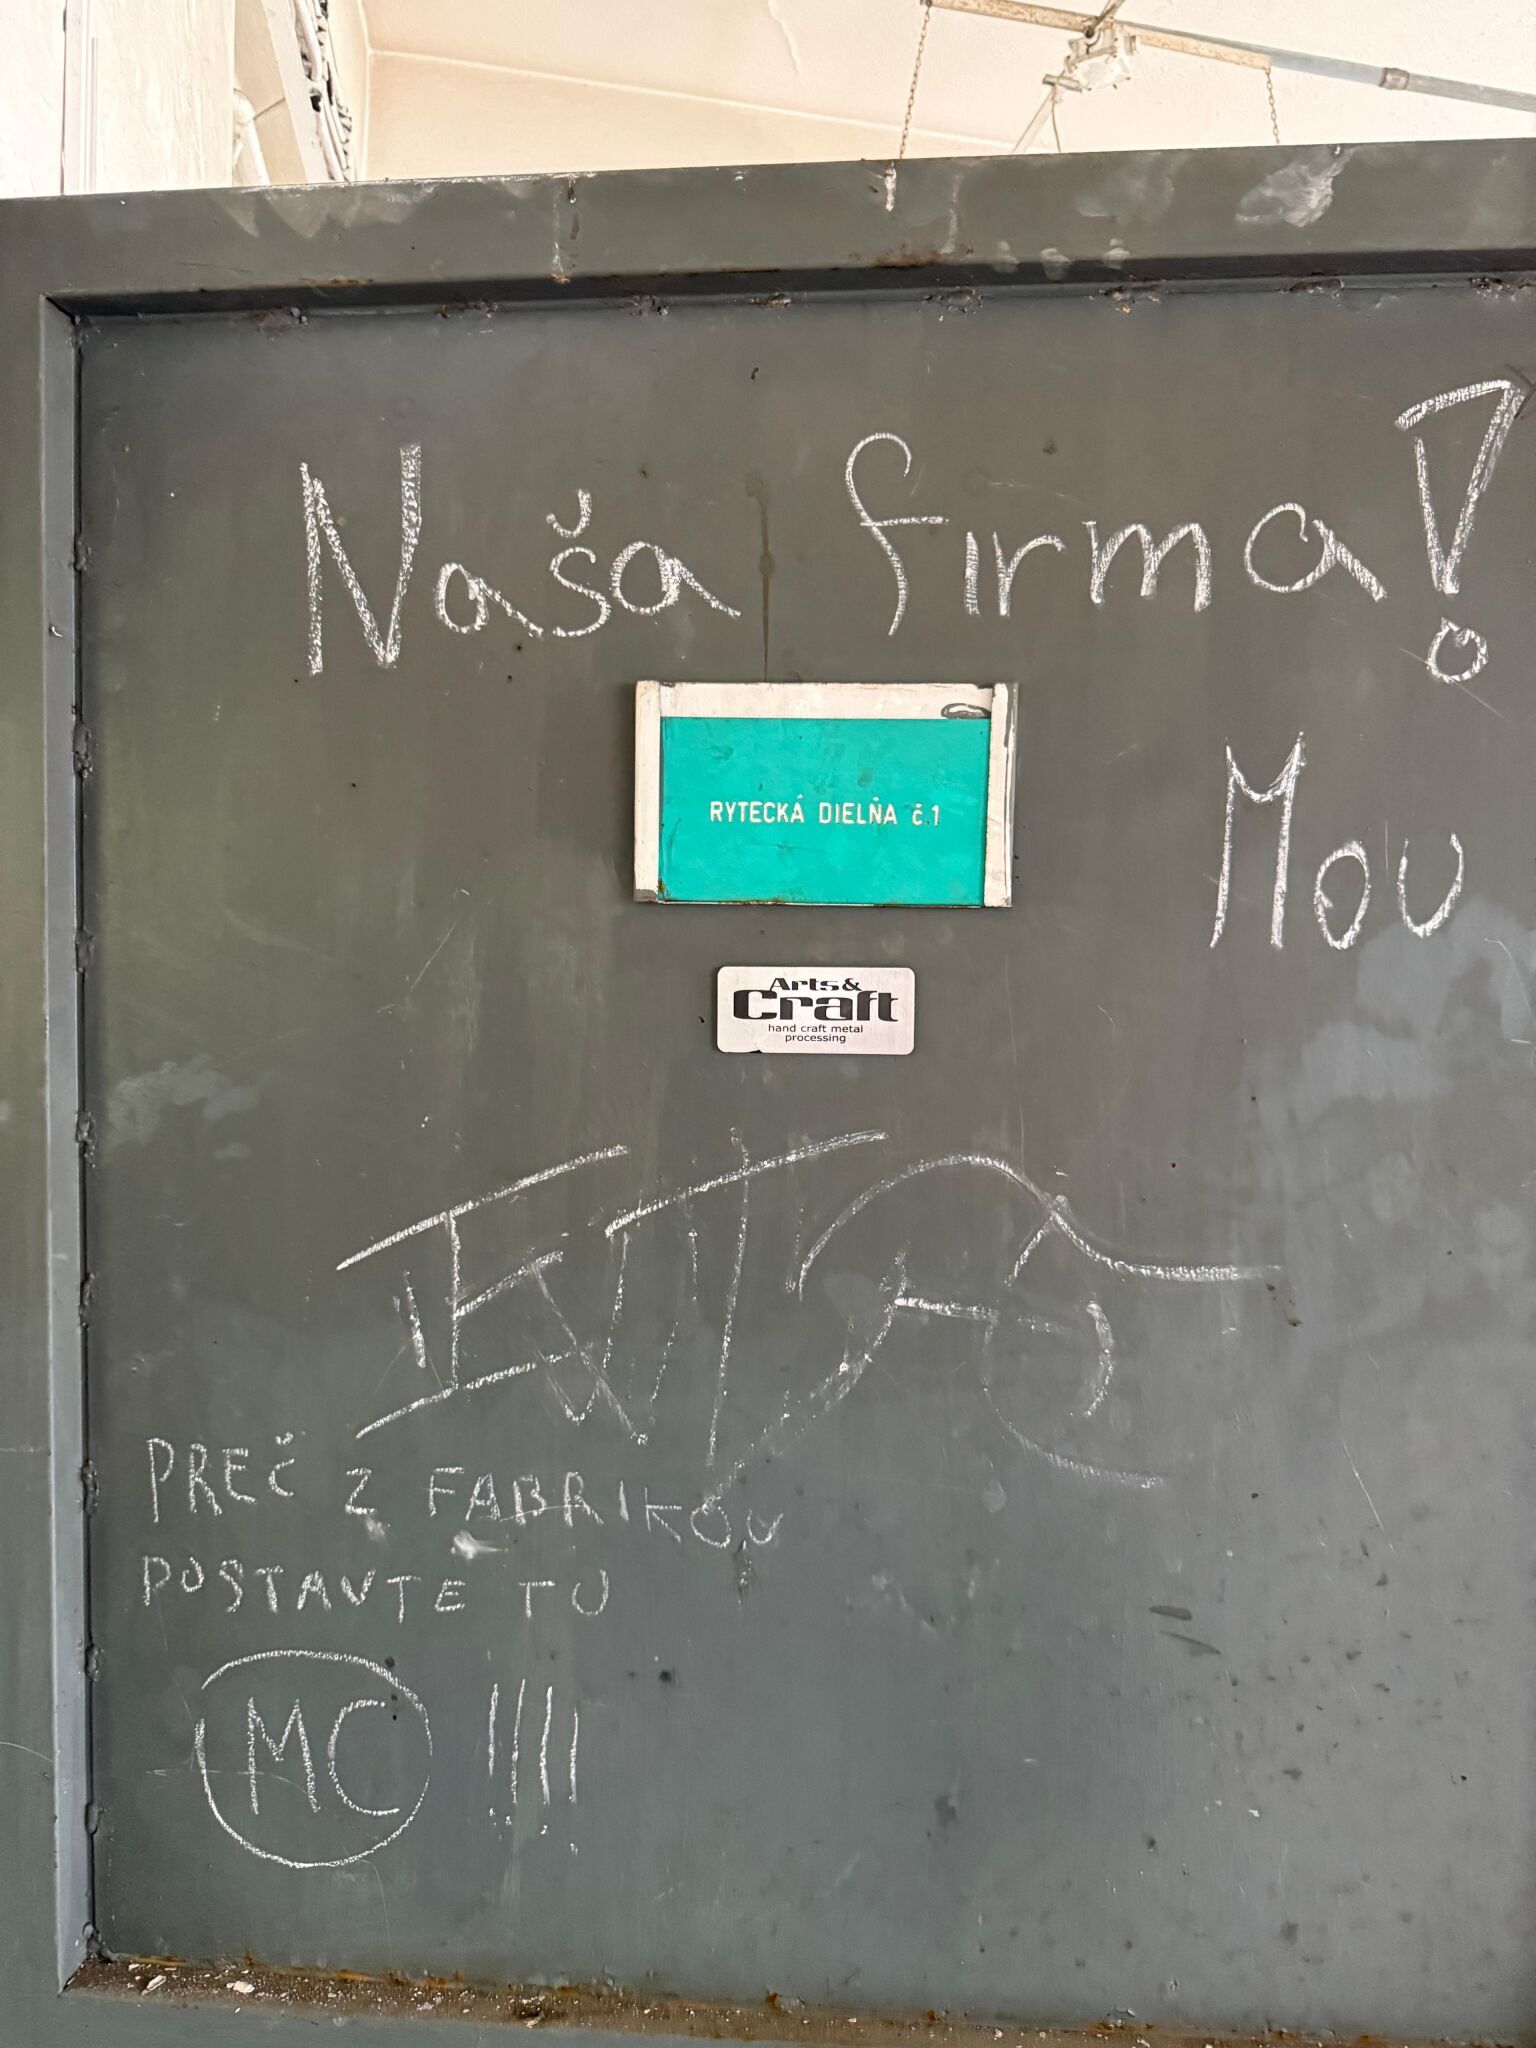 Naša firma!
Mou
RYTECKÁ DIELŇA č.1
Arts&
Craft
hand craft metal
processing
PREČ Z FABRIKOU
POSTAVTE TU
MC !!!!